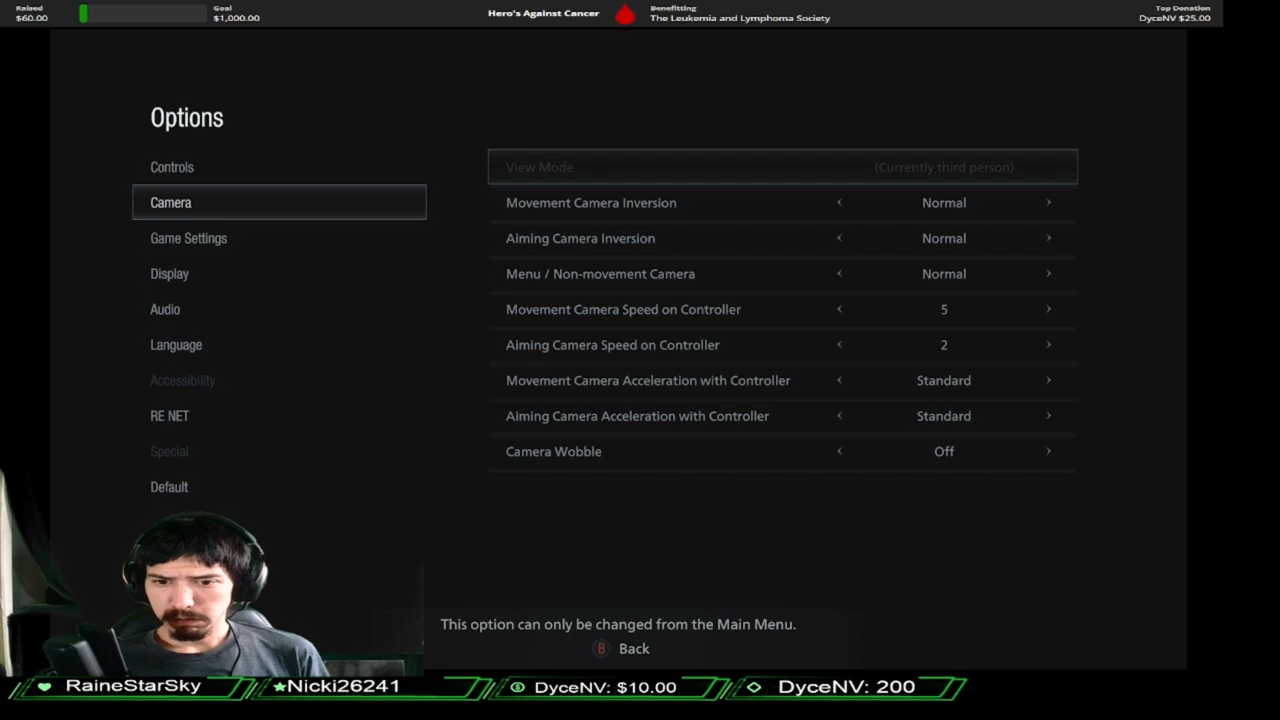 Raised
$60.00
Goal
$1,000.00
Hero's Against Cancer
Benefitting
The Leukemia and Lymphoma Society
Top Donation
DyceNV $25.00
Options
Controls
Camera
Game Settings
Display
Audio
Language
Accessibility
RE NET
Special
Default
View Mode (Currently third person)
Movement Camera Inversion Normal
Aiming Camera Inversion Normal
Menu / Non-movement Camera Normal
Movement Camera Speed on Controller 5
Aiming Camera Speed on Controller 2
Movement Camera Acceleration with Controller Standard
Aiming Camera Acceleration with Controller Standard
Camera Wobble Off
This option can only be changed from the Main Menu.
B Back
RaineStarSky
Nicki26241
DyceNV: $10.00
DyceNV: 200